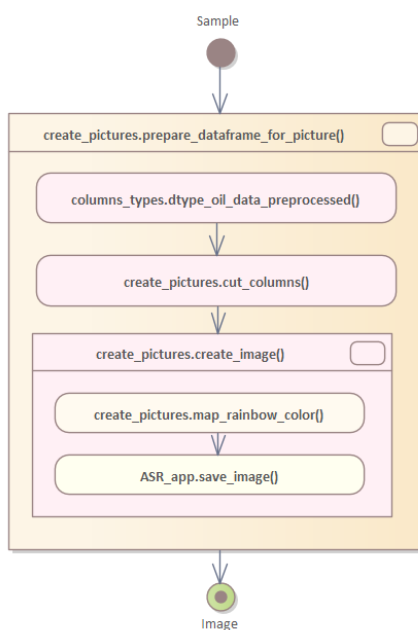 Sample
create_pictures.prepare_dataframe_for_picture()
columns_types.dtype_oil_data_preprocessed()
create_pictures.cut_columns()
create_pictures.create_image()
create_pictures.map_rainbow_color()
ASR_app.save_image()
Image